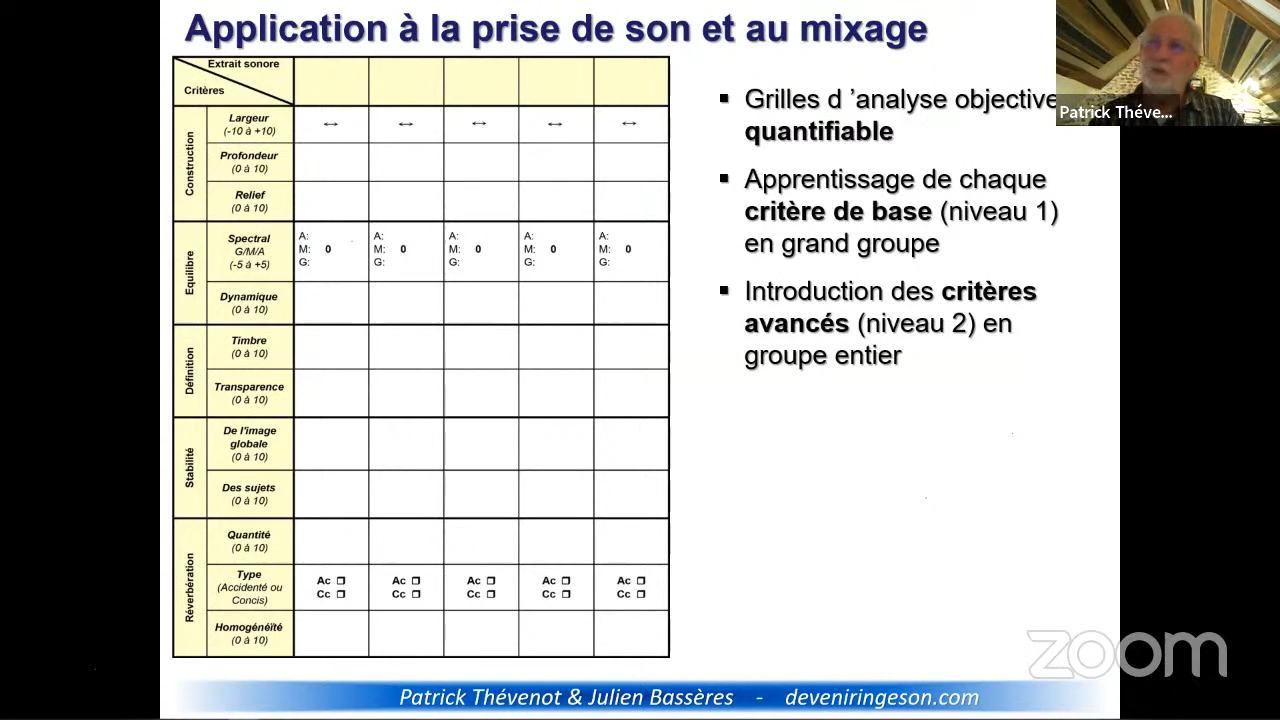 Application à la prise de son et au mixage
Extrait sonore
Critères
Construction
Largeur
(-10 à +10)
↔ ↔ ↔ ↔ ↔
Profondeur
(0 à 10)
Relief
(0 à 10)
Equilibre
Spectral
G/M/A
(-5 à +5)
A: A: A: A: A:
M: 0 M: 0 M: 0 M: 0 M: 0
G: G: G: G: G:
Dynamique
(0 à 10)
Définition
Timbre
(0 à 10)
Transparence
(0 à 10)
Stabilité
De l'image
globale
(0 à 10)
Des sujets
(0 à 10)
Réverbération
Quantité
(0 à 10)
Type
(Accidenté ou
Concis)
Ac ❒ Ac ❒ Ac ❒ Ac ❒ Ac ❒
Cc ❒ Cc ❒ Cc ❒ Cc ❒ Cc ❒
Homogénéïté
(0 à 10)
▪ Grilles d ’analyse objective
quantifiable
▪ Apprentissage de chaque
critère de base (niveau 1)
en grand groupe
▪ Introduction des critères
avancés (niveau 2) en
groupe entier
Patrick Théve...
zoom
Patrick Thévenot & Julien Bassères - deveniringeson.com